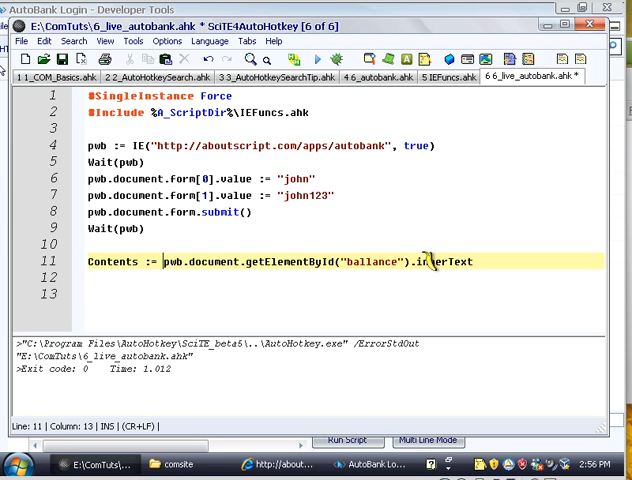 AutoBank Login - Developer Tools
E:\ComTuts\6_live_autobank.ahk * SciTE4AutoHotkey [6 of 6]
File Edit Search View Tools Options Language Tabs Help
1 1_COM_Basics.ahk 2 2_AutoHotkeySearch.ahk 3 3_AutoHotkeySearchTip.ahk 4 6_autobank.ahk 5 IEFuncs.ahk 6 6_live_autobank.ahk *
1 #SingleInstance Force
2 #Include %A_ScriptDir%\IEFuncs.ahk
3
4 pwb := IE("http://aboutscript.com/apps/autobank", true)
5 Wait(pwb)
6 pwb.document.form[0].value := "john"
7 pwb.document.form[1].value := "john123"
8 pwb.document.form.submit()
9 Wait(pwb)
10
11 Contents := pwb.document.getElementById("ballance").innerText
12
13
>"C:\Program Files\AutoHotkey\SciTE_beta5\..\AutoHotkey.exe" /ErrorStdOut
"E:\ComTuts\6_live_autobank.ahk"
>Exit code: 0 Time: 1.012
Line: 11 | Column: 13 | INS | (CR+LF) |
Run Script Multi Line Mode
E:\ComTuts\... comsite http://about... AutoBank Lo... 2:56 PM